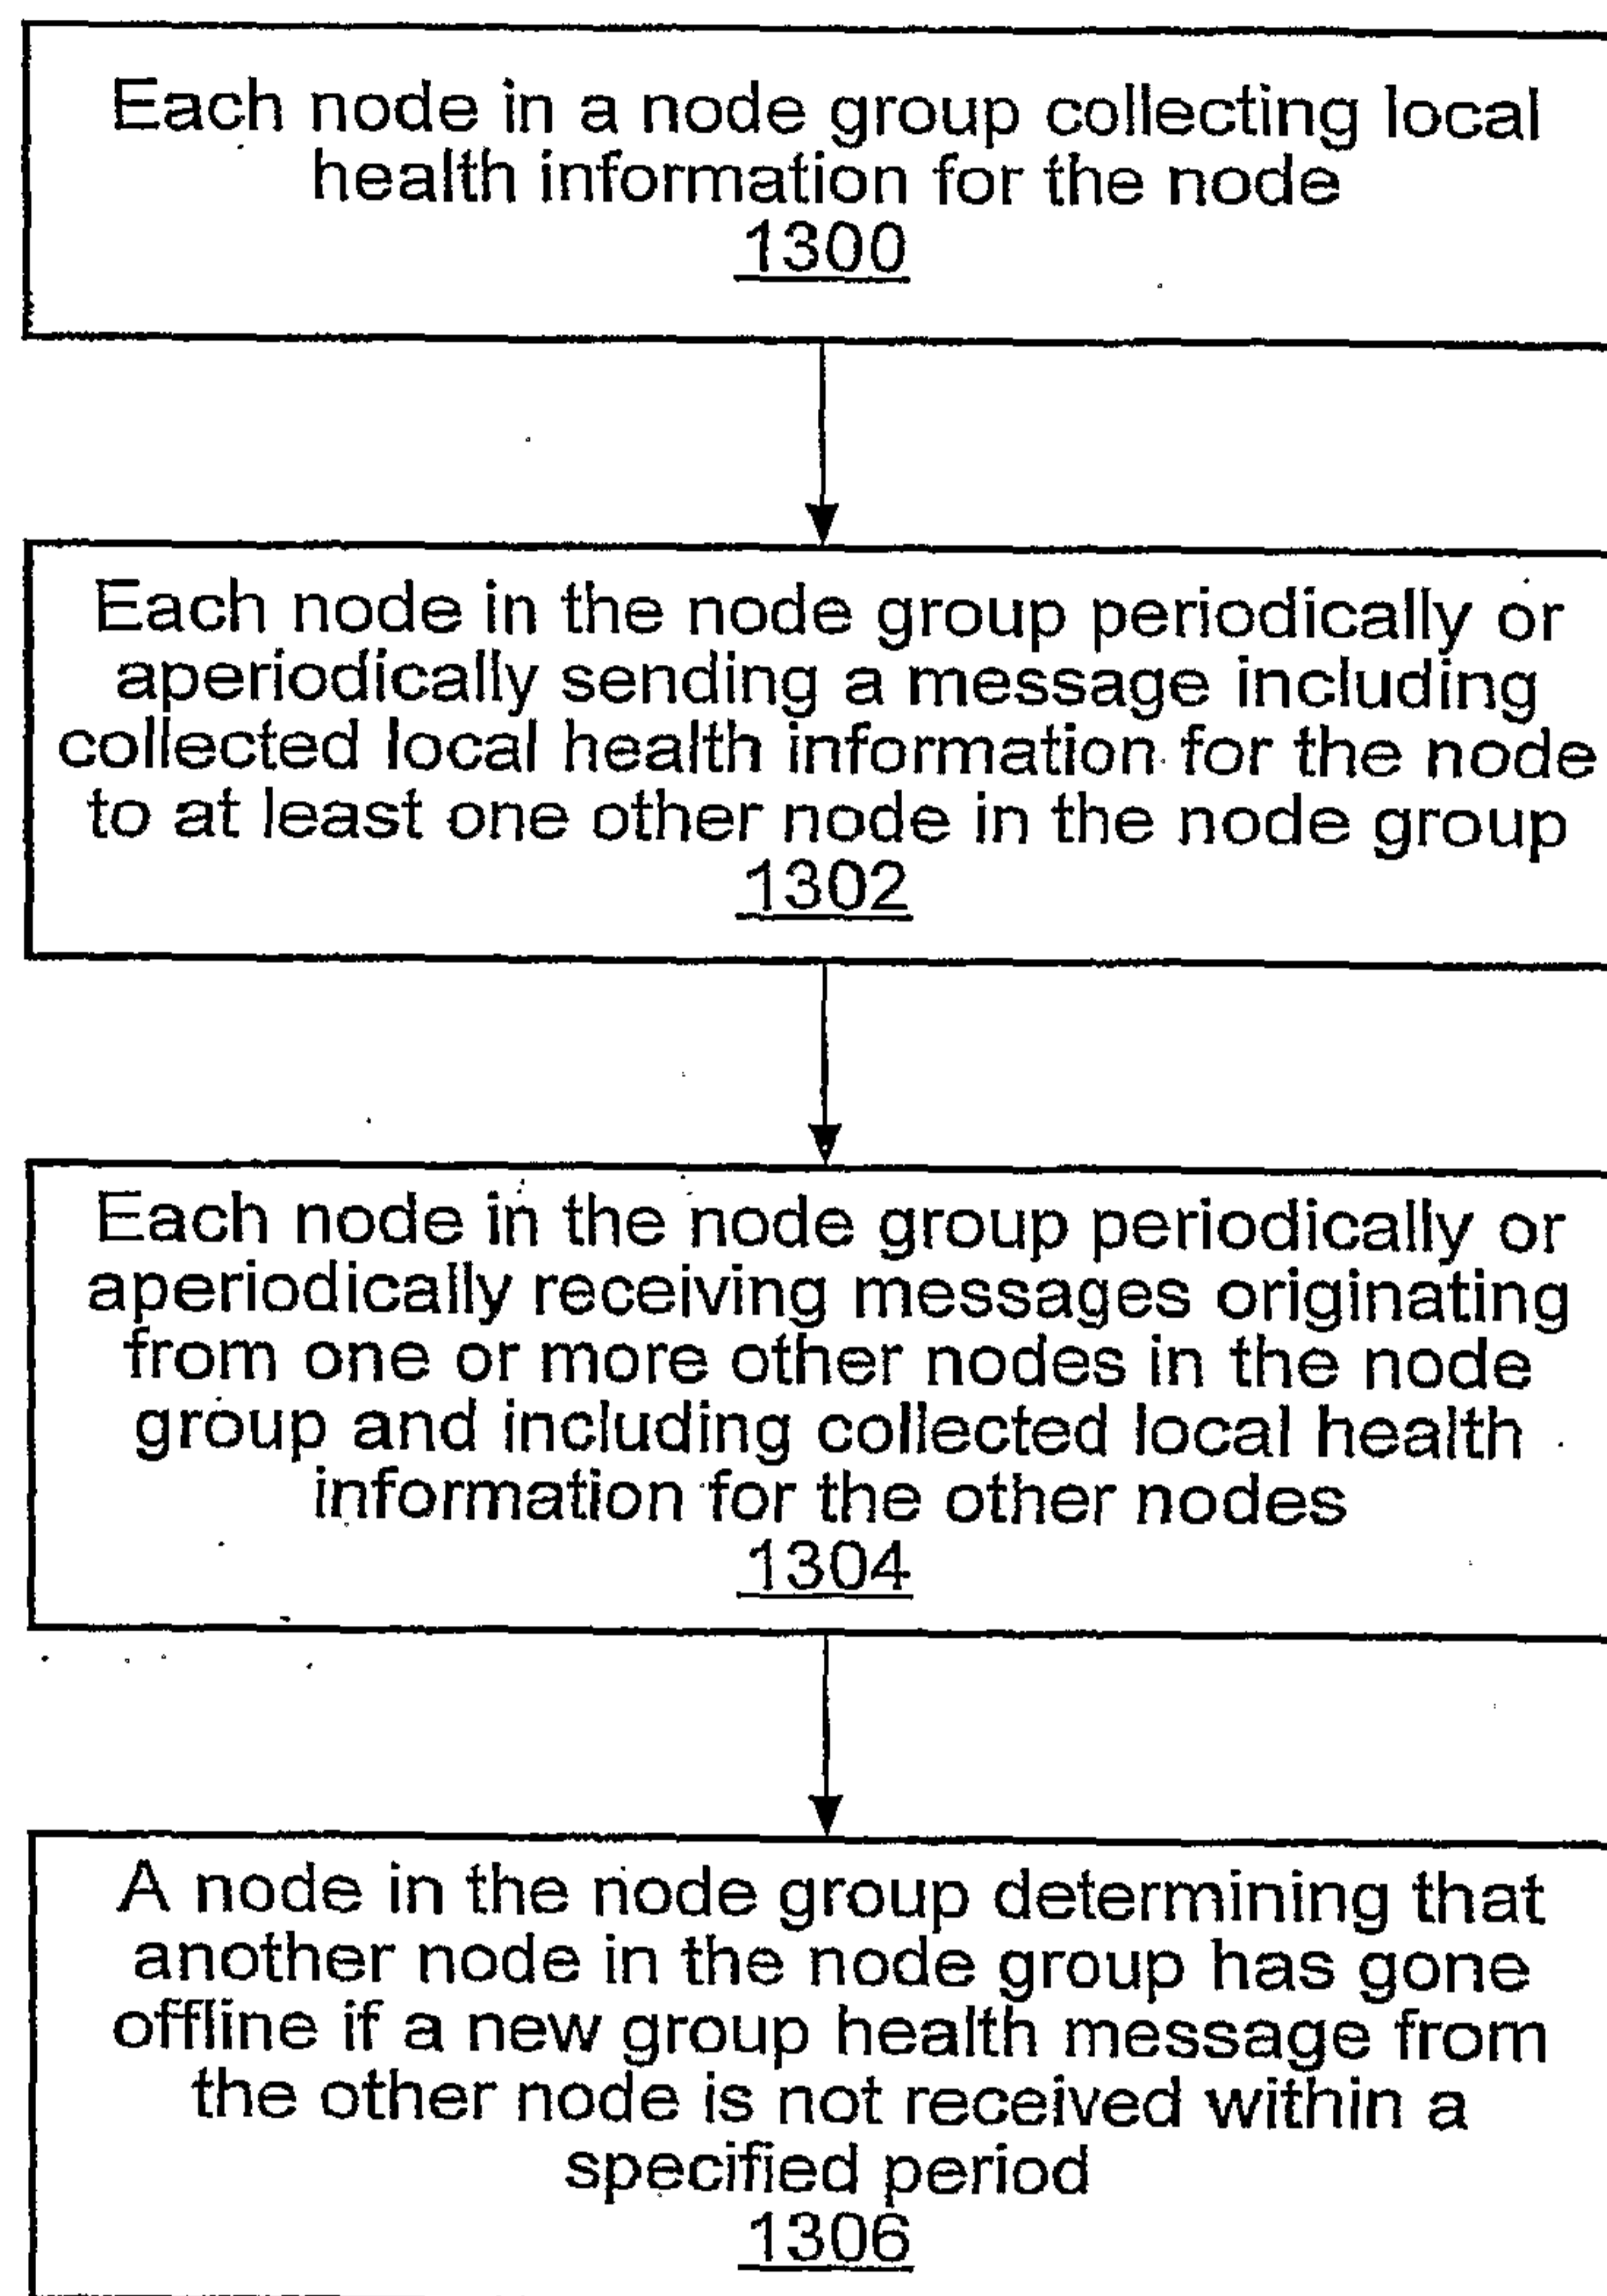 Each node in a node group collecting local
health information for the node
1300
Each node in the node group periodically or
aperiodically sending a message including
collected local health information for the node
to at least one other node in the node group
1302
Each node in the node group periodically or
aperiodically receiving messages originating
from one or more other nodes in the node
group and including collected local health
information for the other nodes
1304
A node in the node group determining that
another node in the node group has gone
offline if a new group health message from
the other node is not received within a
specified period
1306